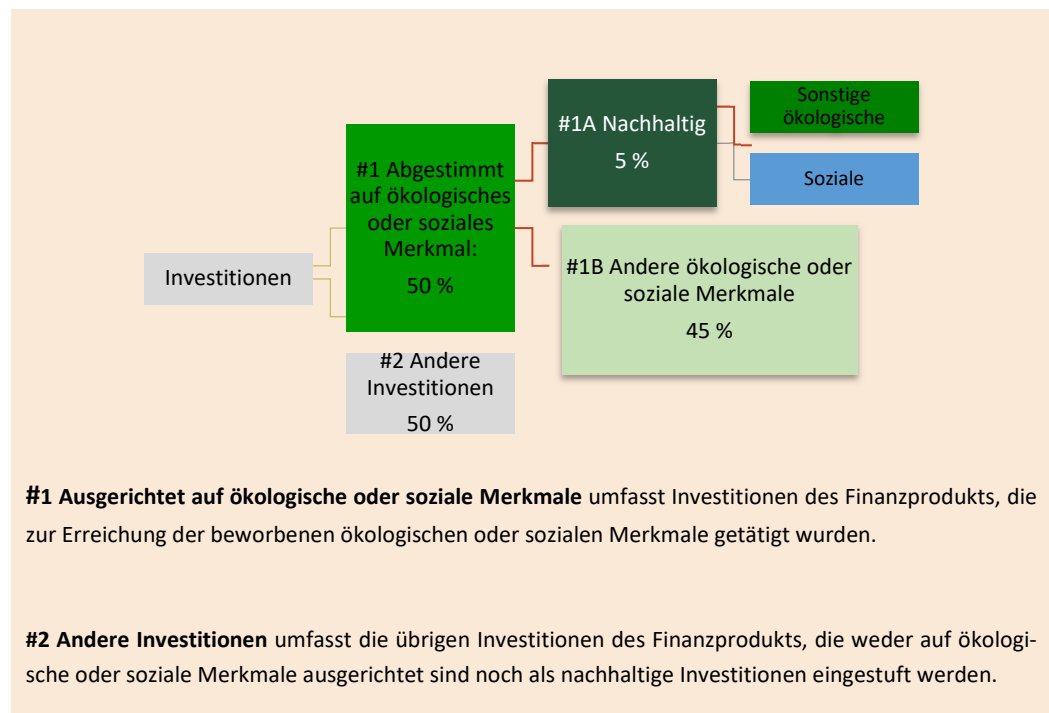 Investitionen
#1 Abgestimmt
auf ökologisches
oder soziales
Merkmal:
50 %
#2 Andere
Investitionen
50 %
#1A Nachhaltig
5 %
#1B Andere ökologische oder
soziale Merkmale
45 %
Sonstige
ökologische
Soziale
#1 Ausgerichtet auf ökologische oder soziale Merkmale umfasst Investitionen des Finanzprodukts, die
zur Erreichung der beworbenen ökologischen oder sozialen Merkmale getätigt wurden.
#2 Andere Investitionen umfasst die übrigen Investitionen des Finanzprodukts, die weder auf ökologi-
sche oder soziale Merkmale ausgerichtet sind noch als nachhaltige Investitionen eingestuft werden.